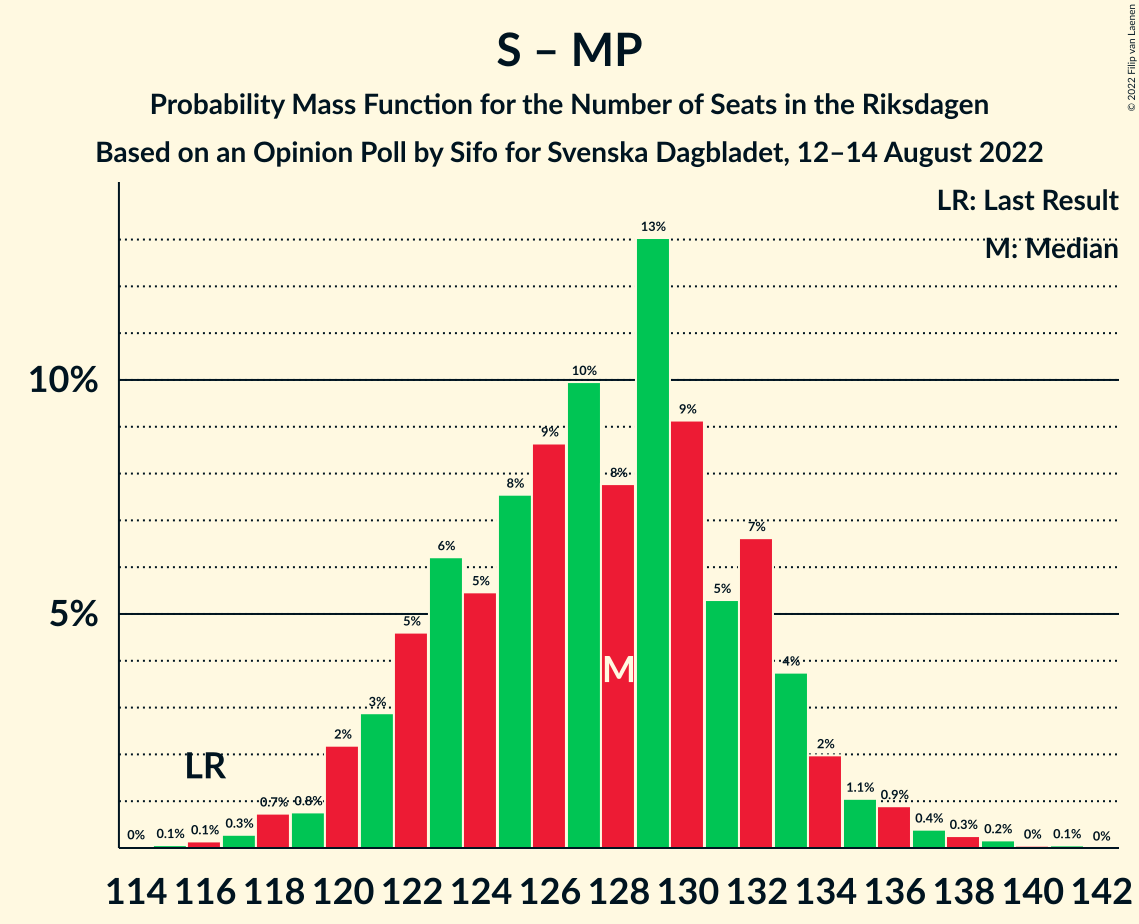 S – MP
Probability Mass Function for the Number of Seats in the Riksdagen
Based on an Opinion Poll by Sifo for Svenska Dagbladet, 12–14 August 2022
© 2022 Filip van Laenen
LR: Last Result
M: Median
10%
5%
0% 0.1% 0.1% 0.3% 0.7% 0.8% 2% 3% 5% 6% 5% 8% 9% 10% 8% 13% 9% 5% 7% 4% 2% 1.1% 0.9% 0.4% 0.3% 0.2% 0% 0.1% 0%
LR
M
114 116 118 120 122 124 126 128 130 132 134 136 138 140 142